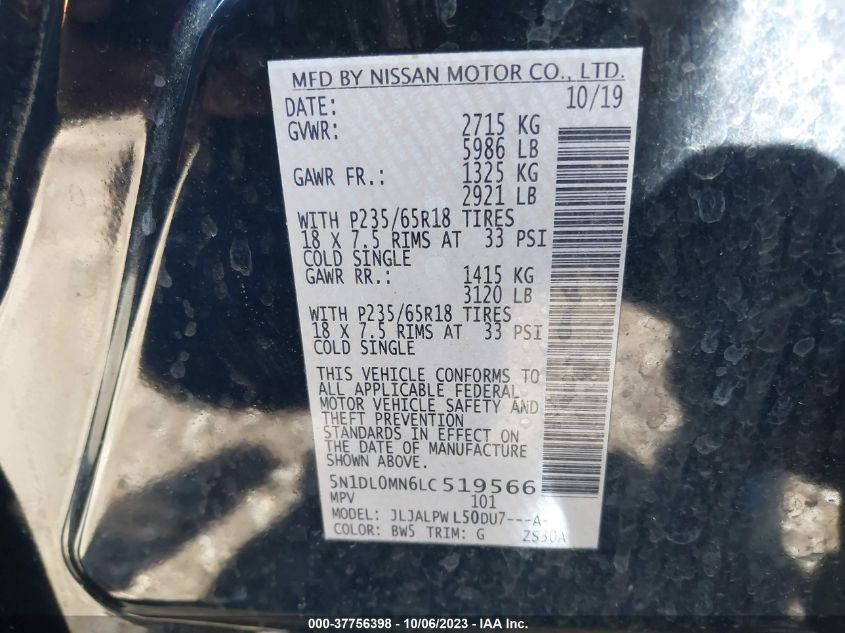 MFD BY NISSAN MOTOR CO., LTD.
DATE: 10/19
GVWR: 2715 KG
5986 LB
GAWR FR.: 1325 KG
2921 LB
WITH P235/65R18 TIRES
18 X 7.5 RIMS AT 33 PSI
COLD SINGLE
GAWR RR.: 1415 KG
3120 LB
WITH P235/65R18 TIRES
18 X 7.5 RIMS AT 33 PSI
COLD SINGLE
THIS VEHICLE CONFORMS TO
ALL APPLICABLE FEDERAL
MOTOR VEHICLE SAFETY AND
THEFT PREVENTION
STANDARDS IN EFFECT ON
THE DATE OF MANUFACTURE
SHOWN ABOVE.
5N1DL0MN6LC 519566
MPV 101
MODEL: JLJALPW L50DU7---A-
COLOR: BW5 TRIM: G ZS30A
000-37756398 - 10/06/2023 - IAA Inc.